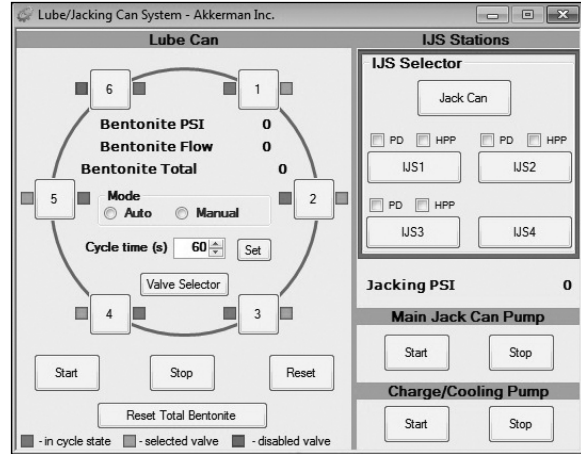 Lube/Jacking Can System - Akkerman Inc.
Lube Can
6
1
Bentonite PSI 0
Bentonite Flow 0
Bentonite Total 0
5
2
Mode
Auto Manual
Cycle time (s) 60 Set
Valve Selector
4
3
Start Stop Reset
Reset Total Bentonite
- in cycle state - selected valve - disabled valve
IJS Stations
IJS Selector
Jack Can
PD HPP PD HPP
IJS1 IJS2
PD HPP
IJS3 IJS4
Jacking PSI 0
Main Jack Can Pump
Start Stop
Charge/Cooling Pump
Start Stop